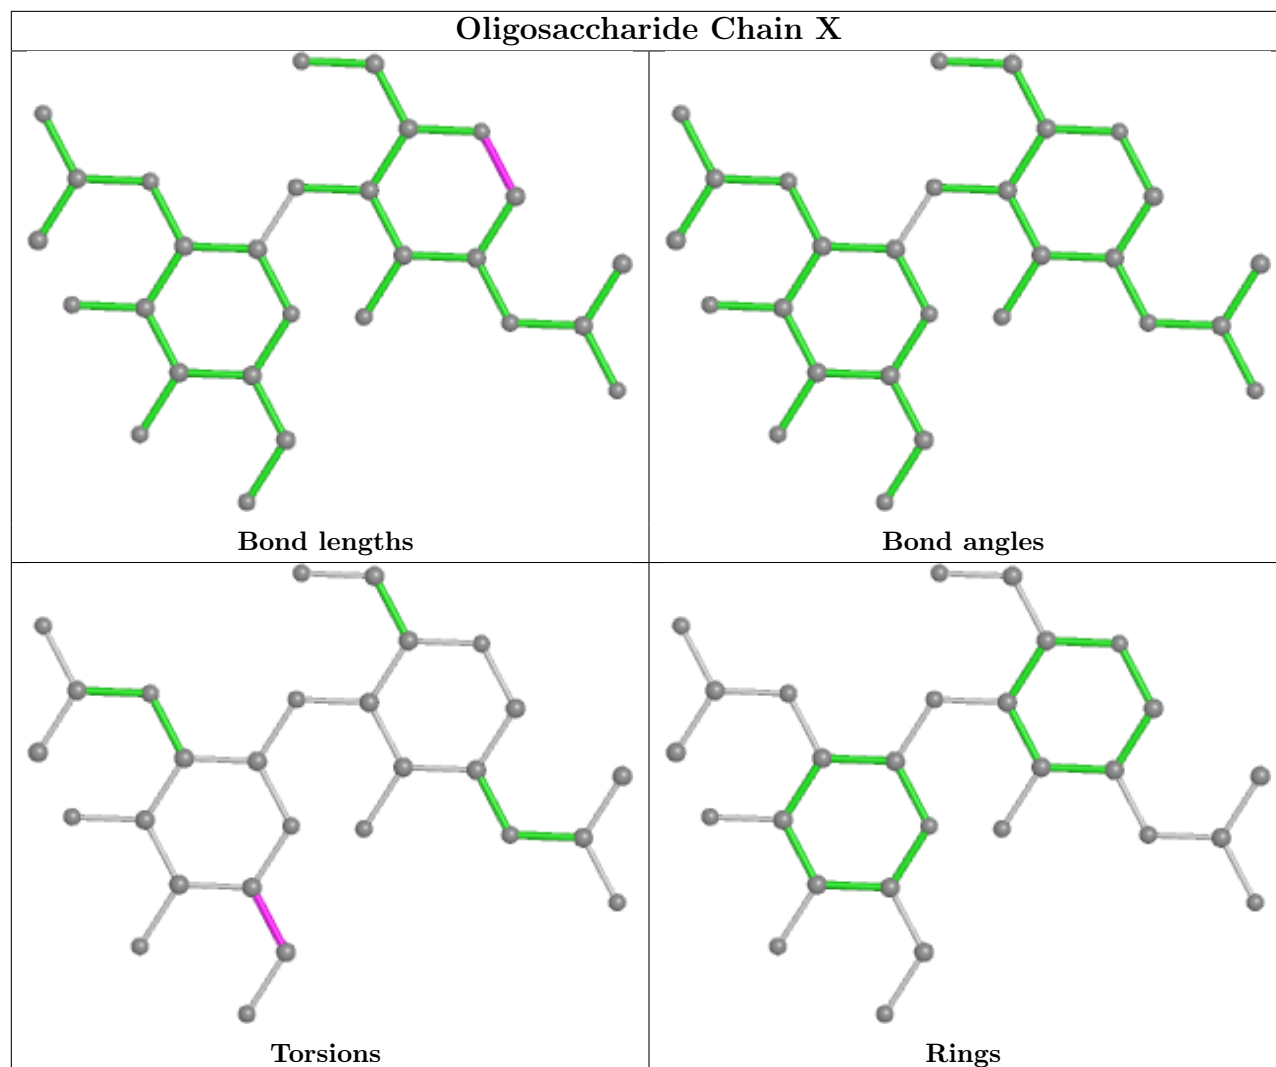 Oligosaccharide Chain X
Bond lengths
Bond angles
Torsions
Rings